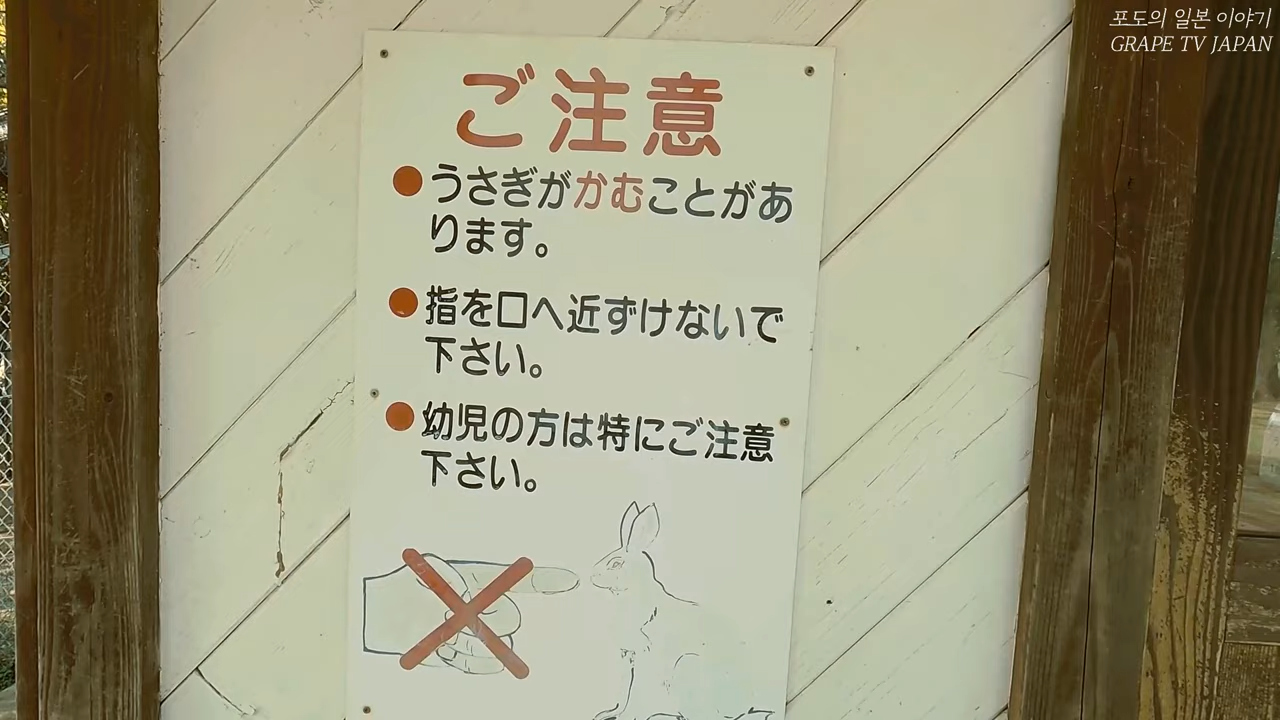 포도의 일본 이야기
GRAPE TV JAPAN
ご注意
●うさぎがかむことがあ
ります。
●指を口へ近ずけないで
下さい。
●幼児の方は特にご注意
下さい。